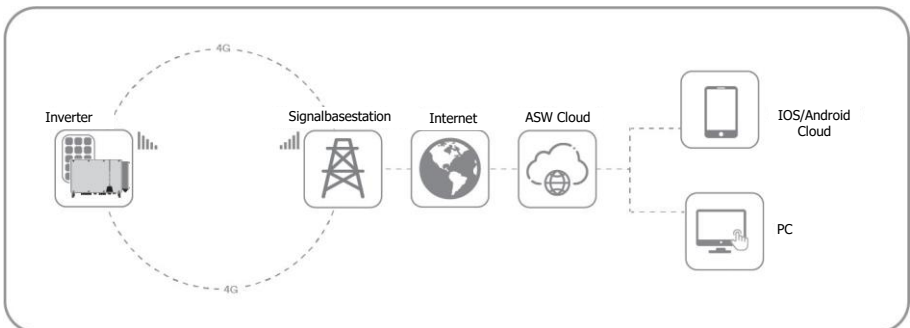 4G
Inverter
Signalbasestation
Internet
ASW Cloud
IOS/Android
Cloud
PC
4G